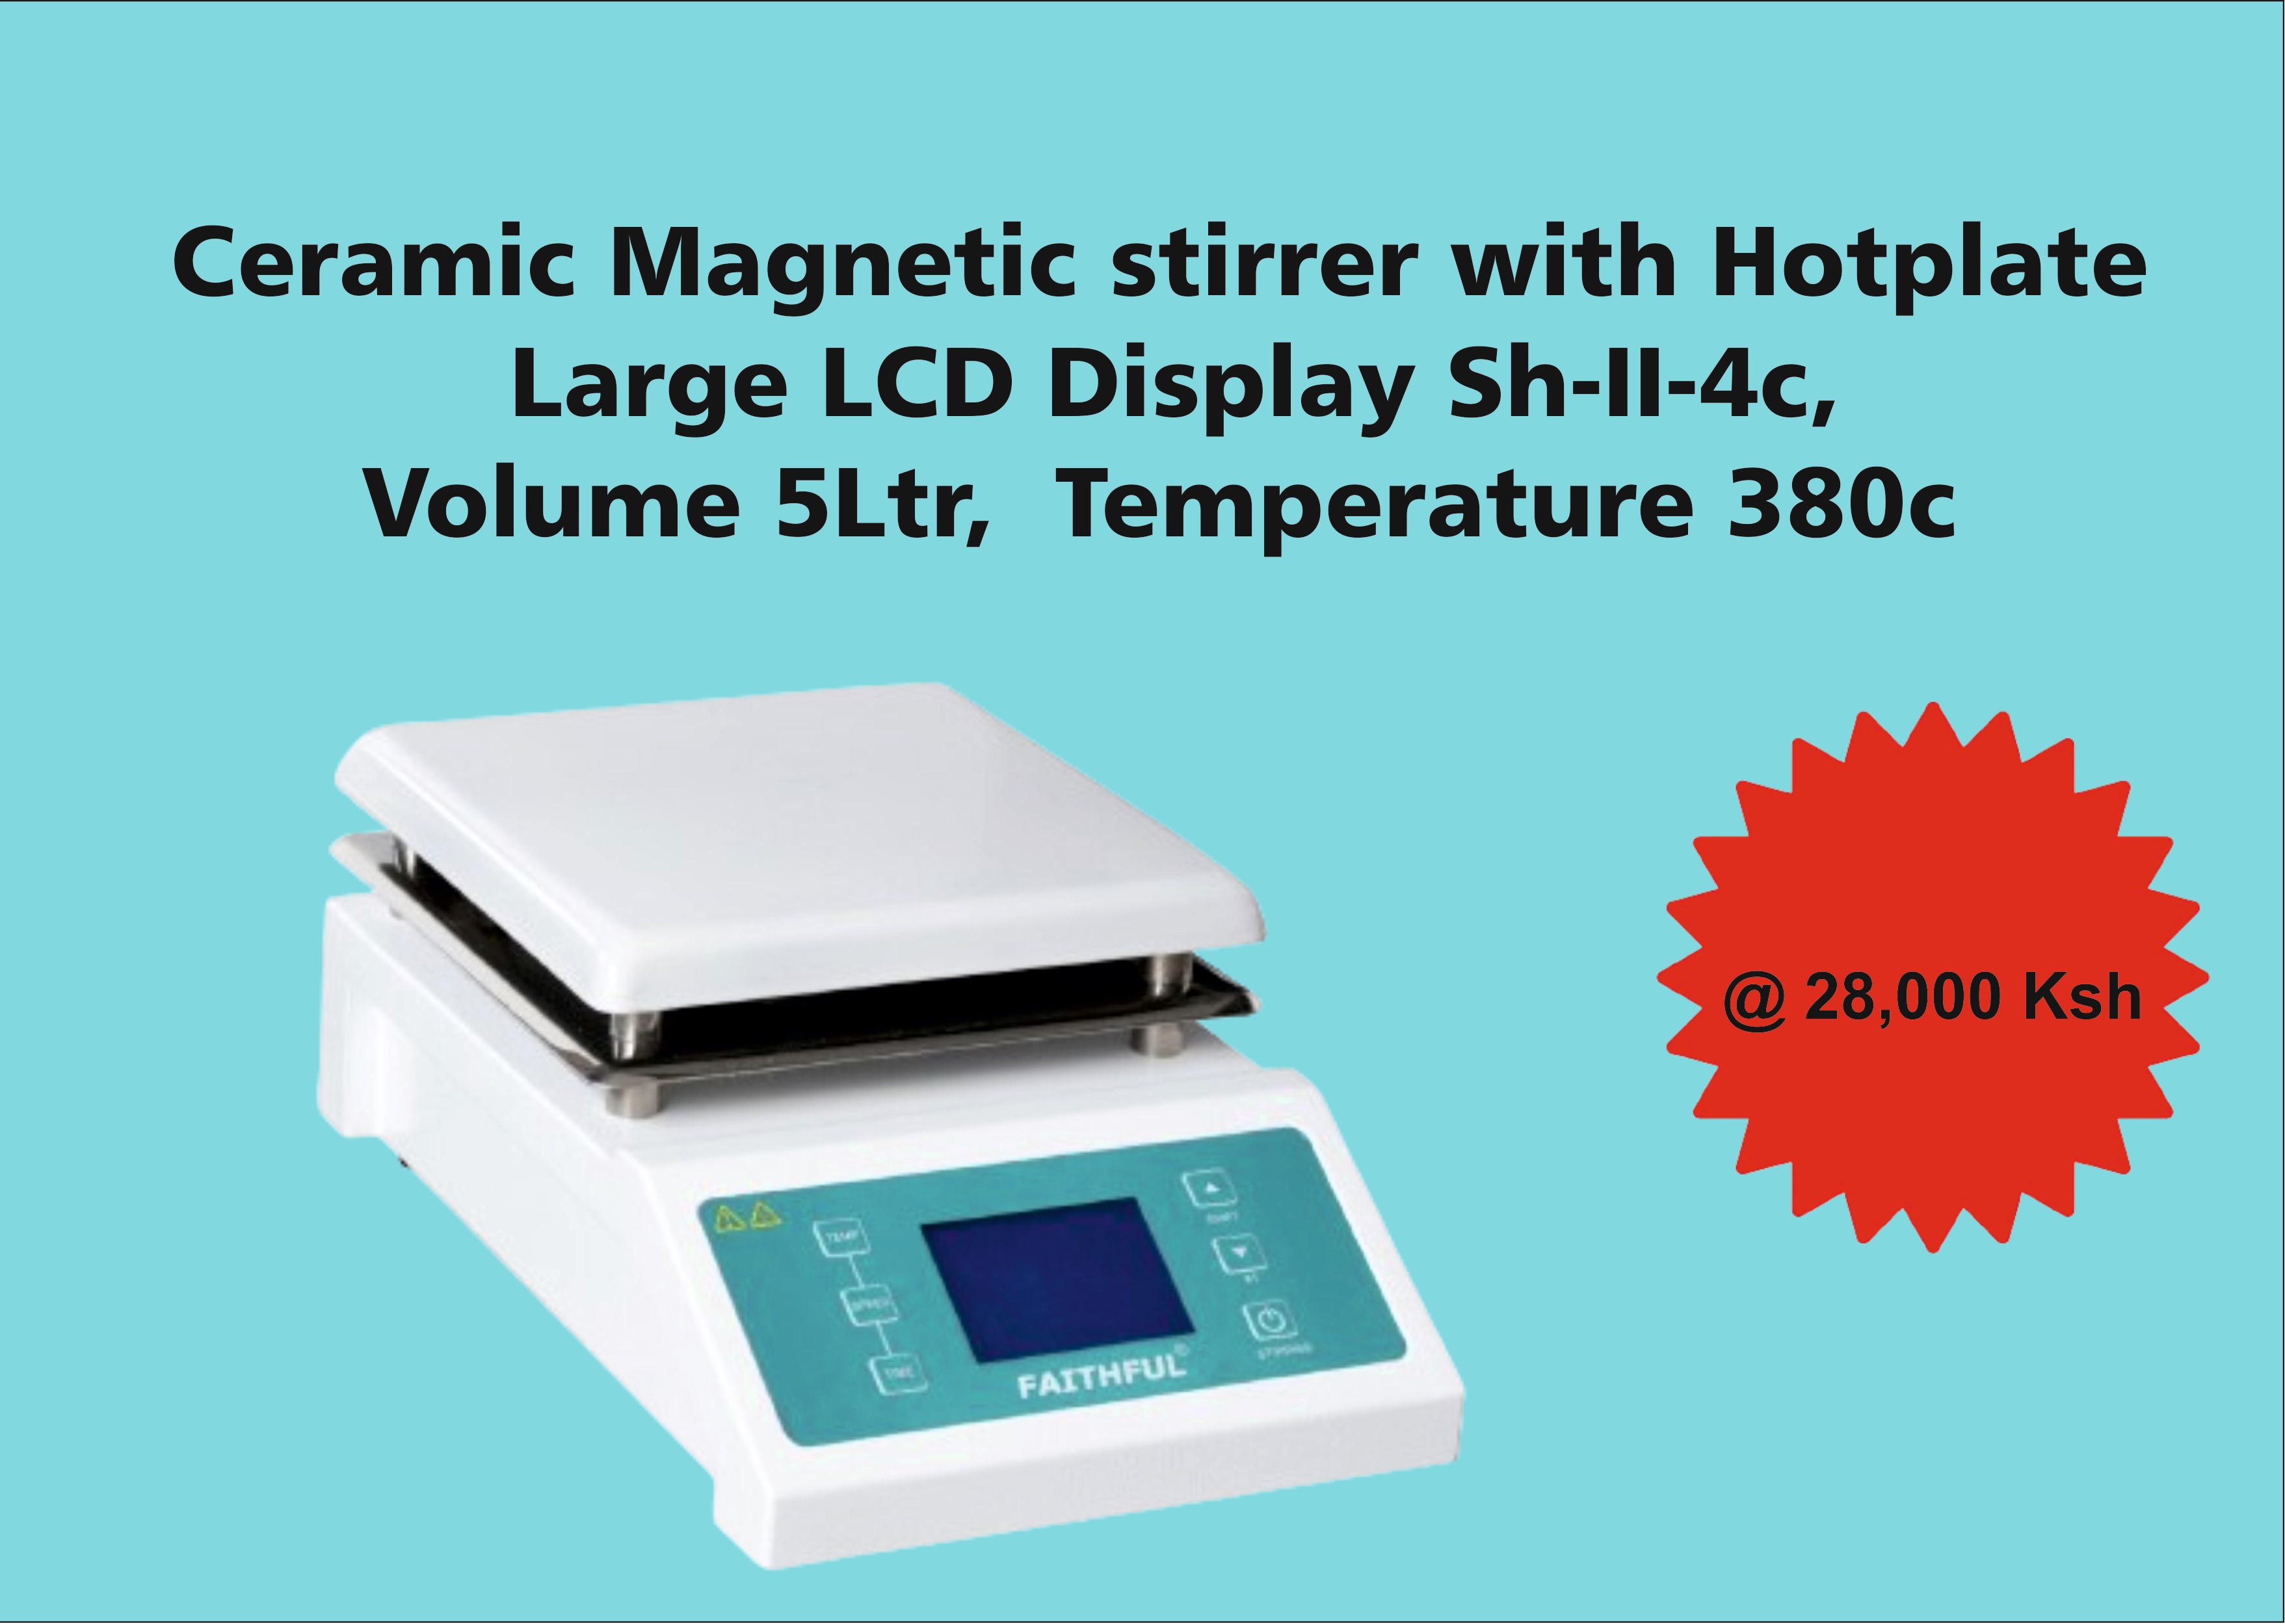 Ceramic Magnetic stirrer with Hotplate
Large LCD Display Sh-II-4c,
Volume 5Ltr, Temperature 380c
@ 28,000 Ksh
TEMP
TIME
FAITHFUL®